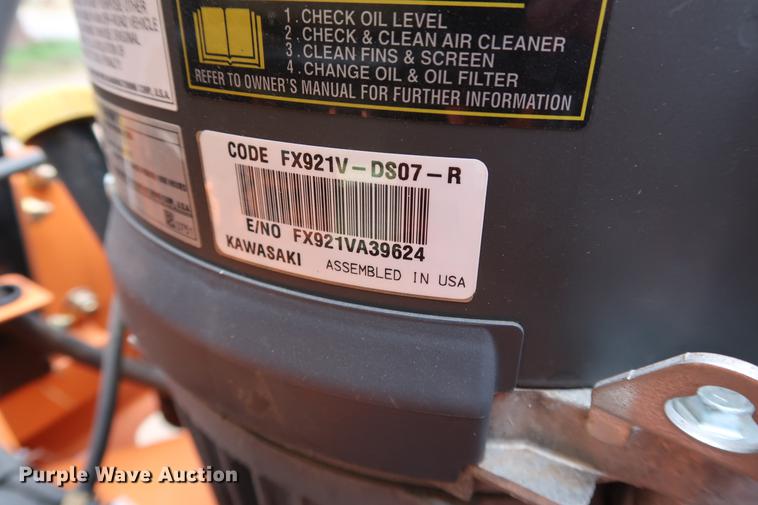 1. CHECK OIL LEVEL
2. CHECK & CLEAN AIR CLEANER
3. CLEAN FINS & SCREEN
4. CHANGE OIL & OIL FILTER
REFER TO OWNER'S MANUAL FOR FURTHER INFORMATION
CODE FX921V-DS07-R
E/NO FX921VA39624
KAWASAKI ASSEMBLED IN USA
Purple Wave Auction